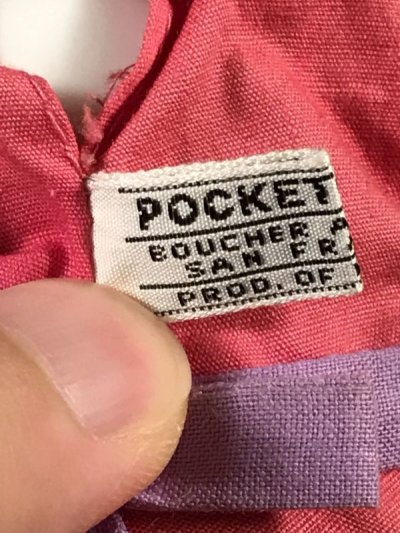 POCKET
BOUCHER
SAN FR
PROD. OF